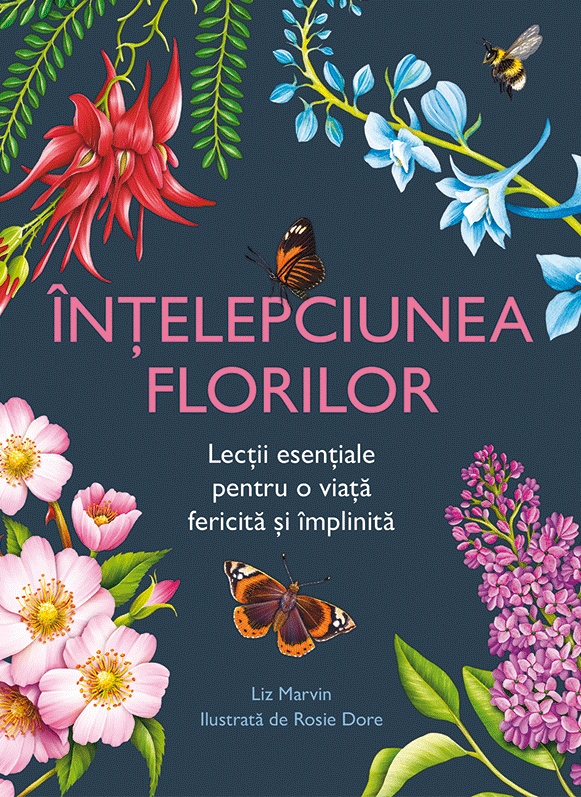 ÎNȚELEPCIUNEA
FLORILOR
Lecții esențiale
pentru o viață
fericită și împlinită
Liz Marvin
Ilustrată de Rosie Dore